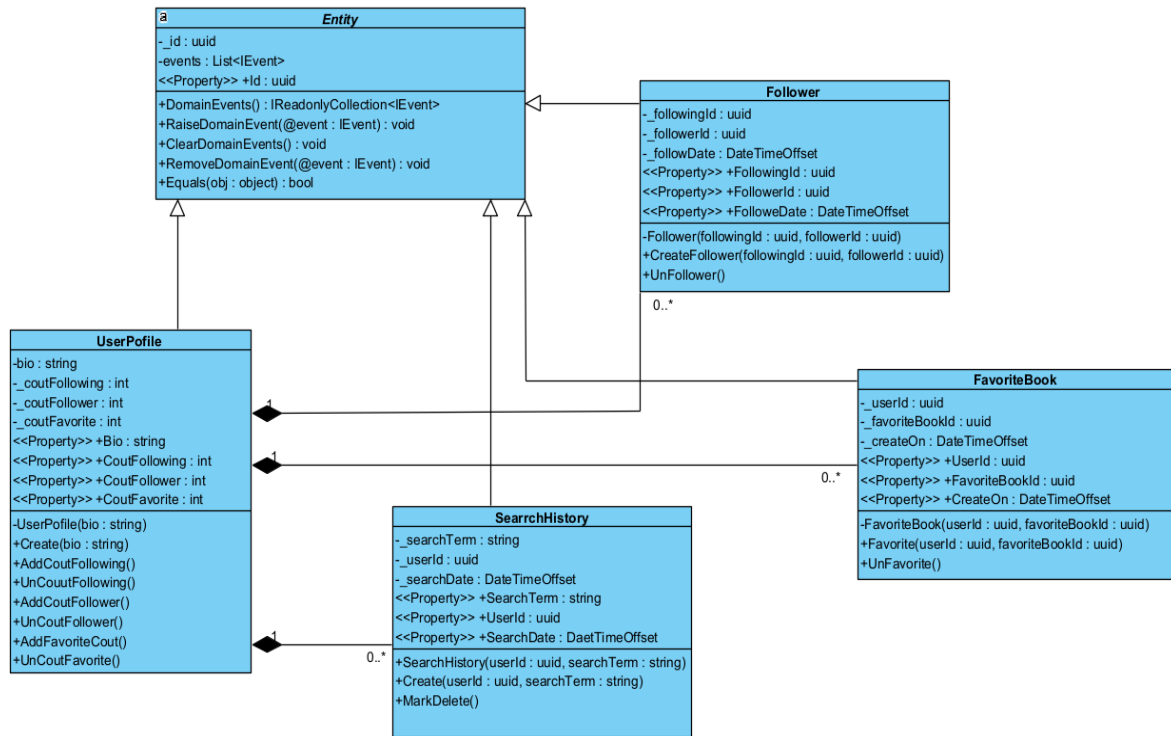 a
Entity
-_id : uuid
-events : List<IEvent>
<<Property>> +Id : uuid
+DomainEvents() : IReadonlyCollection<IEvent>
+RaiseDomainEvent(@event : IEvent) : void
+ClearDomainEvents() : void
+RemoveDomainEvent(@event : IEvent) : void
+Equals(obj : object) : bool
Follower
-_followingId : uuid
-_followerId : uuid
-_followDate : DateTimeOffset
<<Property>> +FollowingId : uuid
<<Property>> +FollowerId : uuid
<<Property>> +FolloweDate : DateTimeOffset
-Follower(followingId : uuid, followerId : uuid)
+CreateFollower(followingId : uuid, followerId : uuid)
+UnFollower()
0..*
UserPofile
-bio : string
-_coutFollowing : int
-_coutFollower : int
-_coutFavorite : int
<<Property>> +Bio : string
<<Property>> +CoutFollowing : int
<<Property>> +CoutFollower : int
<<Property>> +CoutFavorite : int
-UserPofile(bio : string)
+Create(bio : string)
+AddCoutFollowing()
+UnCouutFollowing()
+AddCoutFollower()
+UnCoutFollower()
+AddFavoriteCout()
+UnCoutFavorite()
1
1
1
FavoriteBook
-_userId : uuid
-_favoriteBookId : uuid
-_createOn : DateTimeOffset
<<Property>> +UserId : uuid
<<Property>> +FavoriteBookId : uuid
<<Property>> +CreateOn : DateTimeOffset
-FavoriteBook(userId : uuid, favoriteBookId : uuid)
+Favorite(userId : uuid, favoriteBookId : uuid)
+UnFavorite()
0..*
SearrchHistory
-_searchTerm : string
-_userId : uuid
-_searchDate : DateTimeOffset
<<Property>> +SearchTerm : string
<<Property>> +UserId : uuid
<<Property>> +SearchDate : DaetTimeOffset
+SearchHistory(userId : uuid, searchTerm : string)
+Create(userId : uuid, searchTerm : string)
+MarkDelete()
0..*